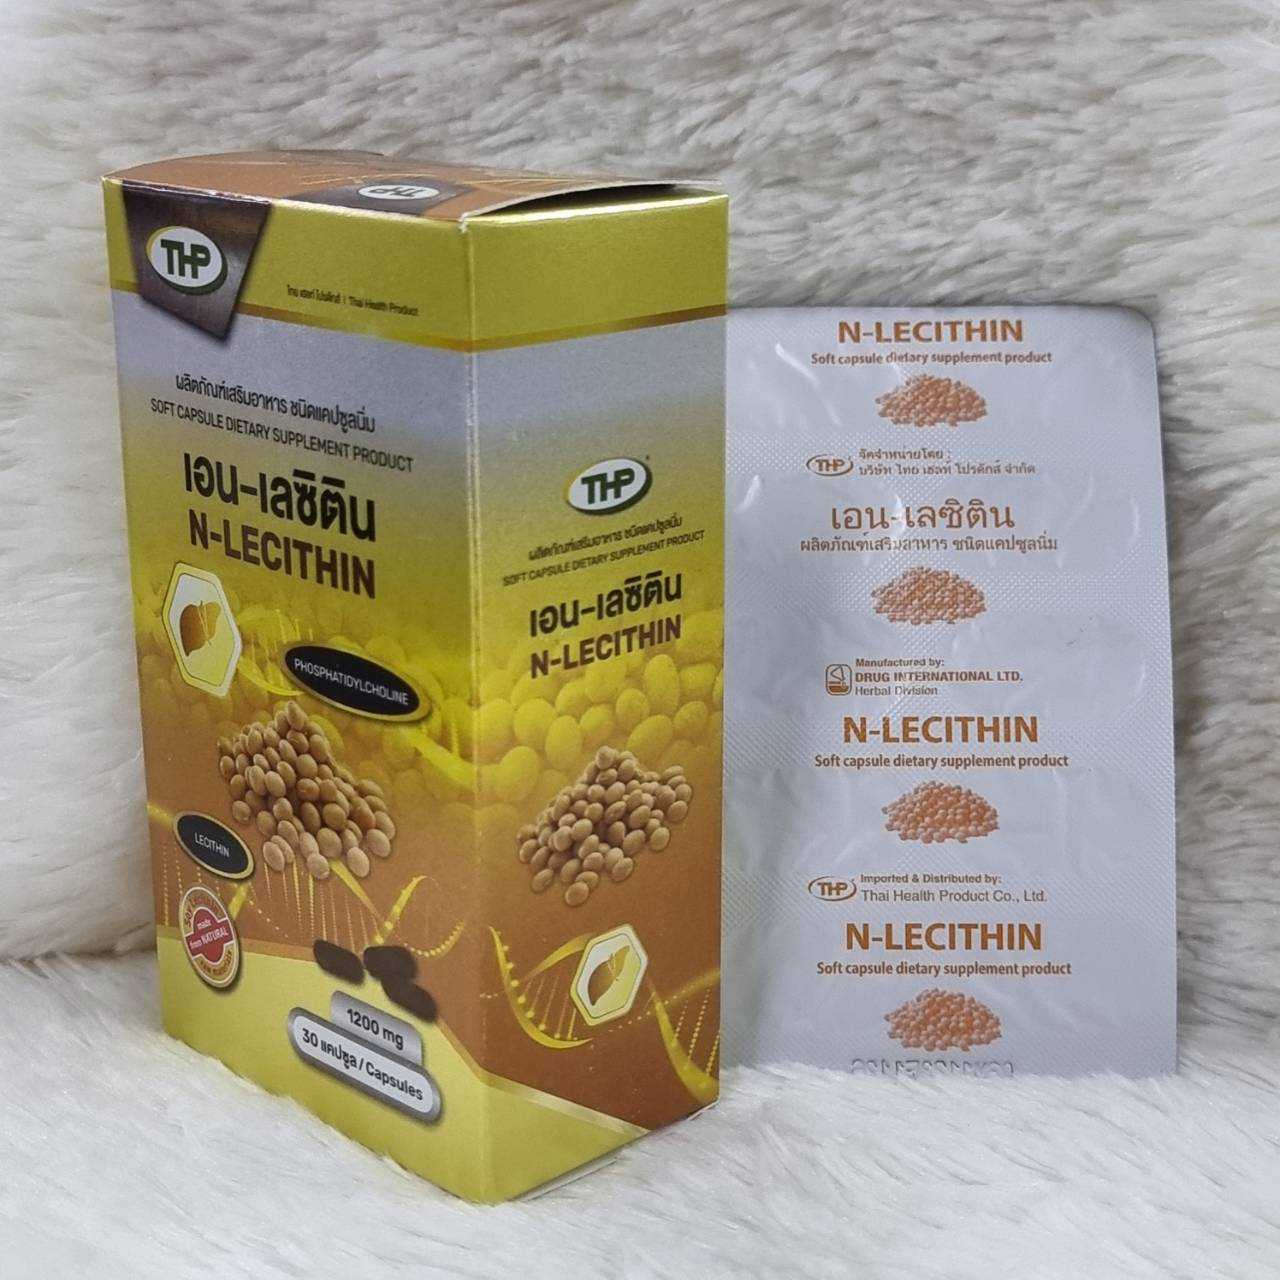 THP
THP
ไทย เฮลท์ โปรดักส์ | Thai Health Product
ผลิตภัณฑ์เสริมอาหาร ชนิดแคปซูลนิ่ม
SOFT CAPSULE DIETARY SUPPLEMENT PRODUCT
เอน-เลซิติน
N-LECITHIN
PHOSPHATIDYLCHOLINE
LECITHIN
made
from NATURAL
raw materials
1200 mg
30 แคปซูล / Capsules
THP
ผลิตภัณฑ์เสริมอาหาร ชนิดแคปซูลนิ่ม
SOFT CAPSULE DIETARY SUPPLEMENT PRODUCT
เอน-เลซิติน
N-LECITHIN
N-LECITHIN
Soft capsule dietary supplement product
THP
จัดจำหน่ายโดย :
บริษัท ไทย เฮลท์ โปรดักส์ จำกัด
เอน-เลซิติน
ผลิตภัณฑ์เสริมอาหาร ชนิดแคปซูลนิ่ม
Manufactured by:
DRUG INTERNATIONAL LTD.
Herbal Division
N-LECITHIN
Soft capsule dietary supplement product
THP
Imported & Distributed by:
Thai Health Product Co., Ltd.
N-LECITHIN
Soft capsule dietary supplement product